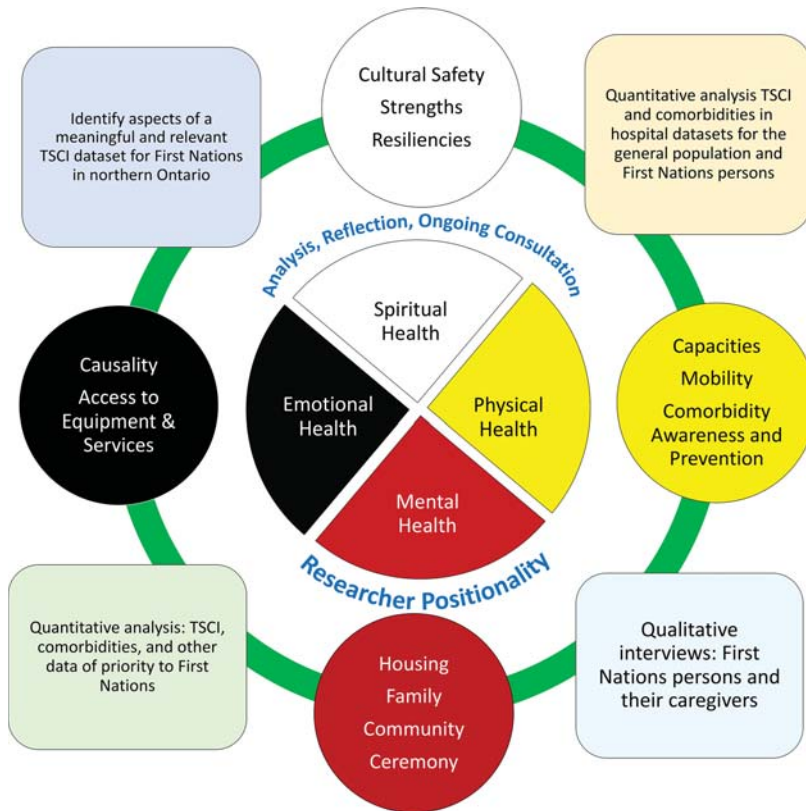 Cultural Safety
Strengths
Resiliencies
Identify aspects of a
meaningful and relevant
TSCI dataset for First Nations
in northern Ontario
Quantitative analysis TSCI
and comorbidities in
hospital datasets for the
general population and
First Nations persons
Analysis, Reflection, Ongoing Consultation
Spiritual
Health
Causality
Access to
Equipment &
Services
Emotional
Health
Physical
Health
Capacities
Mobility
Comorbidity
Awareness and
Prevention
Mental
Health
Researcher Positionality
Quantitative analysis: TSCI,
comorbidities, and other
data of priority to First
Nations
Housing
Family
Community
Ceremony
Qualitative
interviews: First
Nations persons and
their caregivers